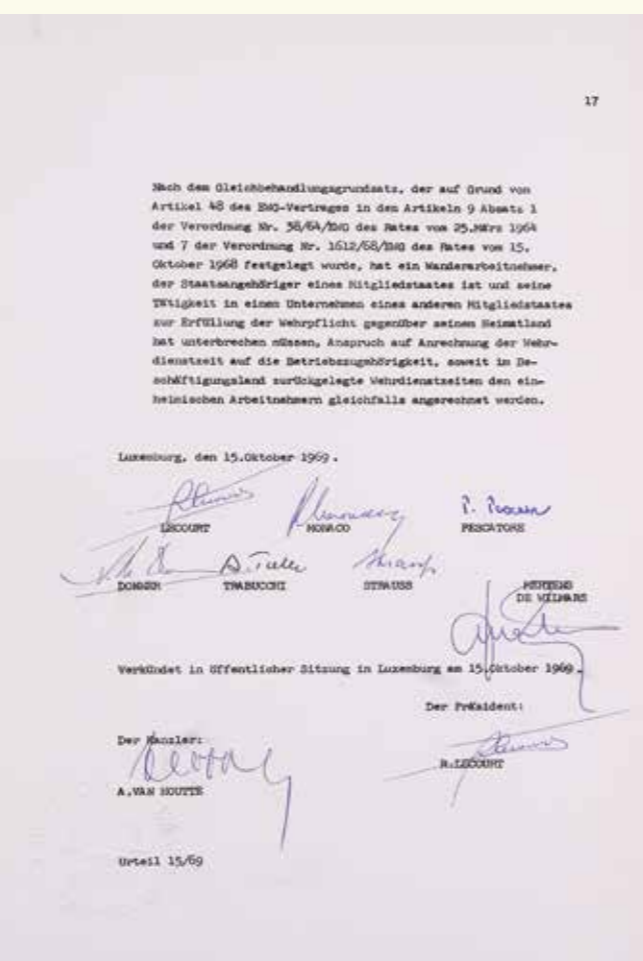 17
Nach dem Gleichbehandlungsgrundsatz, der auf Grund von
Artikel 48 des EWG-Vertrages in den Artikeln 9 Absatz 1
der Verordnung Nr. 38/64/EWG des Rates vom 25.März 1964
und 7 der Verordnung Nr. 1612/68/EWG des Rates vom 15.
Oktober 1968 festgelegt wurde, hat ein Wanderarbeitnehmer,
der Staatsangehöriger eines Mitgliedstaates ist und seine
Tätigkeit in einem Unternehmen eines anderen Mitgliedstaates
zur Erfüllung der Wehrpflicht gegenüber seinem Heimatland
hat unterbrechen müssen, Anspruch auf Anrechnung der Wehr-
dienstzeit auf die Betriebszugehörigkeit, soweit im Be-
schäftigungsland zurückgelegte Wehrdienstzeiten den ein-
heimischen Arbeitnehmern gleichfalls angerechnet werden.
Luxemburg, den 15.Oktober 1969.
LECOURT MONACO PESCATORE
DONNER TRABUCCHI STRAUSS MERTENS
DE WILMARS
Verkündet in öffentlicher Sitzung in Luxemburg am 15.Oktober 1969.
Der Präsident:
Der Kanzler:
R.LECOURT
A.VAN HOUTTE
Urteil 15/69